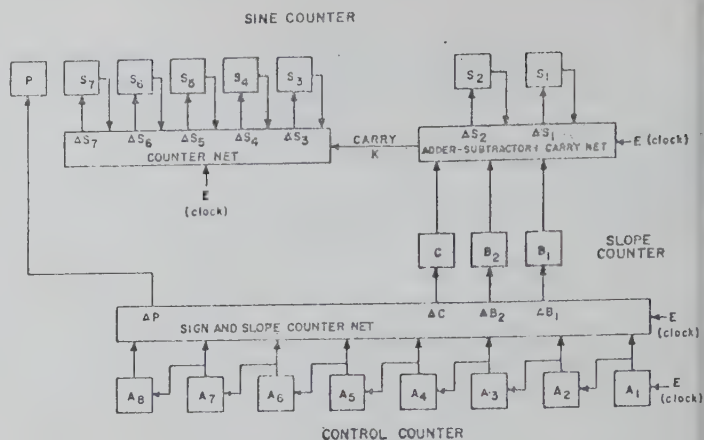 SINE COUNTER
P S7 S6 S5 S4 S3 S2 S1
ΔS7 ΔS6 ΔS5 ΔS4 ΔS3 ΔS2 ΔS1
COUNTER NET
CARRY
K
ADDER-SUBTRACTOR & CARRY NET
E (clock)
E
(clock)
C B2 B1
SLOPE
COUNTER
ΔP ΔC ΔB2 ΔB1
SIGN AND SLOPE COUNTER NET
E
(clock)
A8 A7 A6 A5 A4 A3 A2 A1
E
(clock)
CONTROL COUNTER